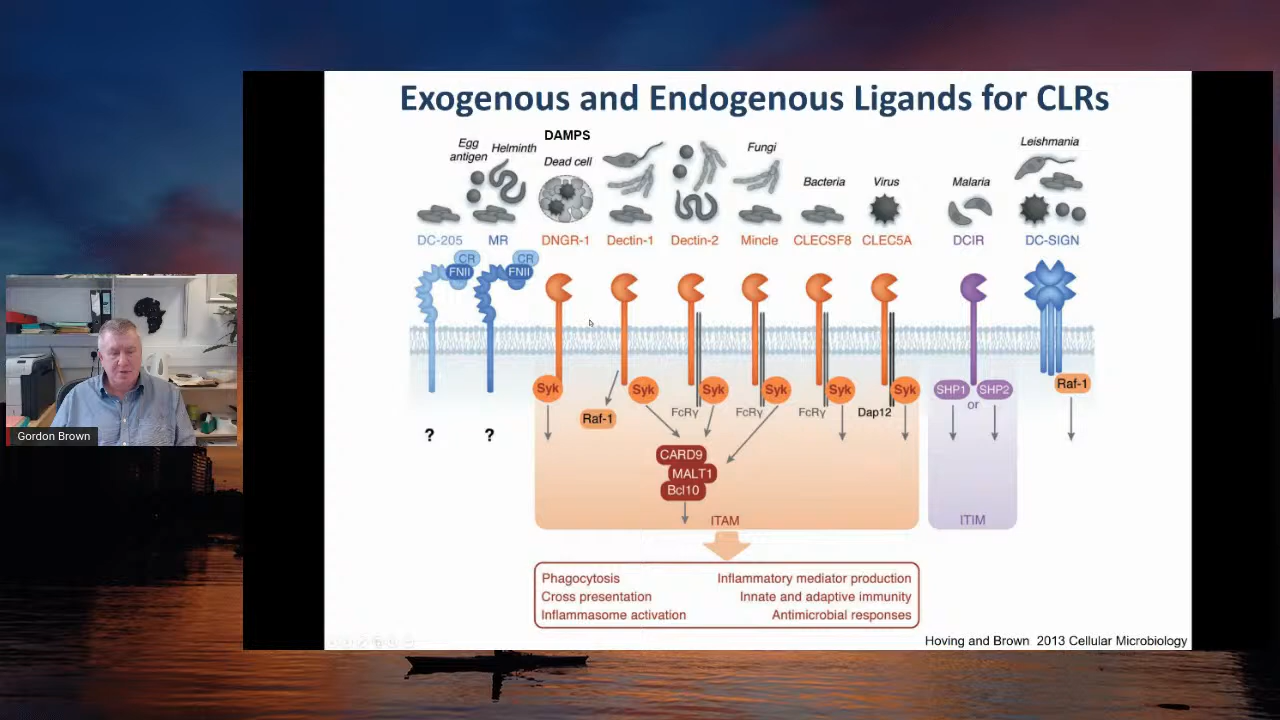 Exogenous and Endogenous Ligands for CLRs
DAMPS
Egg
antigen
Helminth
Dead cell
Fungi
Bacteria
Virus
Malaria
Leishmania
DC-205
MR
DNGR-1
Dectin-1
Dectin-2
Mincle
CLECSF8
CLEC5A
DCIR
DC-SIGN
CR
FNII
CR
FNII
Syk
Syk
Syk
Syk
Syk
Syk
SHP1
SHP2
or
Raf-1
Raf-1
FcRγ
FcRγ
FcRγ
Dap12
?
?
CARD9
MALT1
Bcl10
ITAM
ITIM
Phagocytosis
Cross presentation
Inflammasome activation
Inflammatory mediator production
Innate and adaptive immunity
Antimicrobial responses
Hoving and Brown 2013 Cellular Microbiology
Gordon Brown